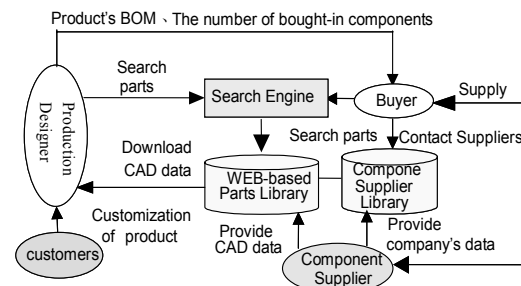 Product's BOM、The number of bought-in components
Search
parts
Production
Designer
Search Engine
Buyer
Supply
Search parts
Contact Suppliers
Download
CAD data
WEB-based
Parts Library
Compone
Supplier
Library
Customization
of product
Provide
CAD data
Provide
company's data
customers
Component
Supplier